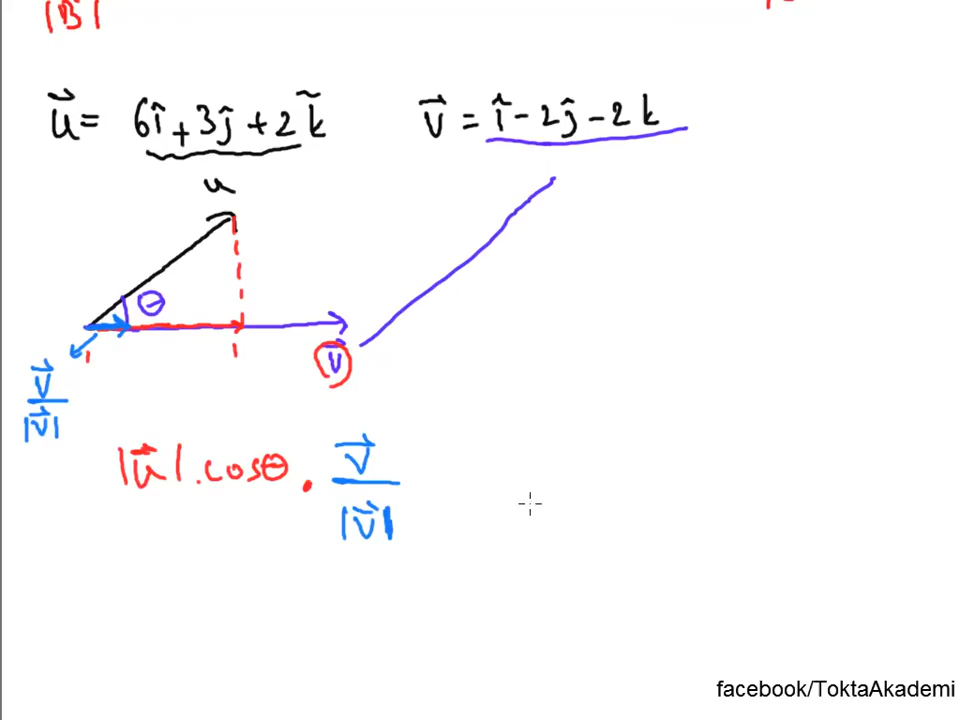 |B|
u⃗ = 6î + 3ĵ + 2k̃
v⃗ = î - 2ĵ - 2k
u
θ
v⃗
v⃗ / |v⃗|
|u⃗| . cosθ . v⃗ / |v⃗|
facebook/ToktaAkademi